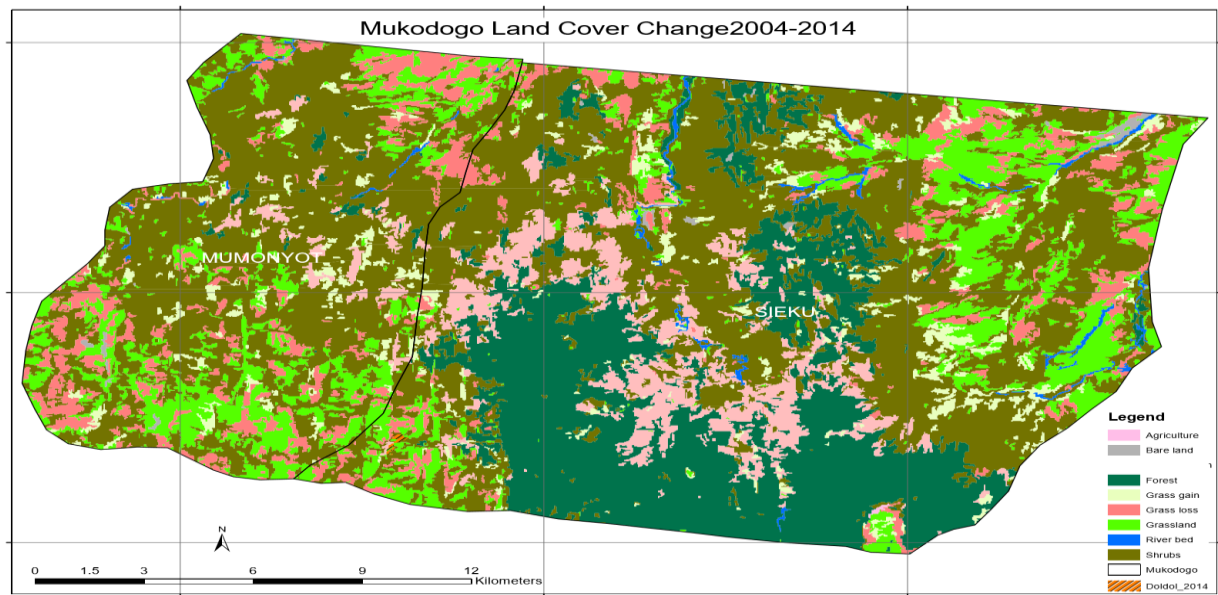 Mukodogo Land Cover Change2004-2014
MUMONYOT
SIEKU
Legend
Agriculture
Bare land
Forest
Grass gain
Grass loss
Grassland
River bed
Shrubs
Mukodogo
Doldol_2014
N
0 1.5 3 6 9 12
Kilometers